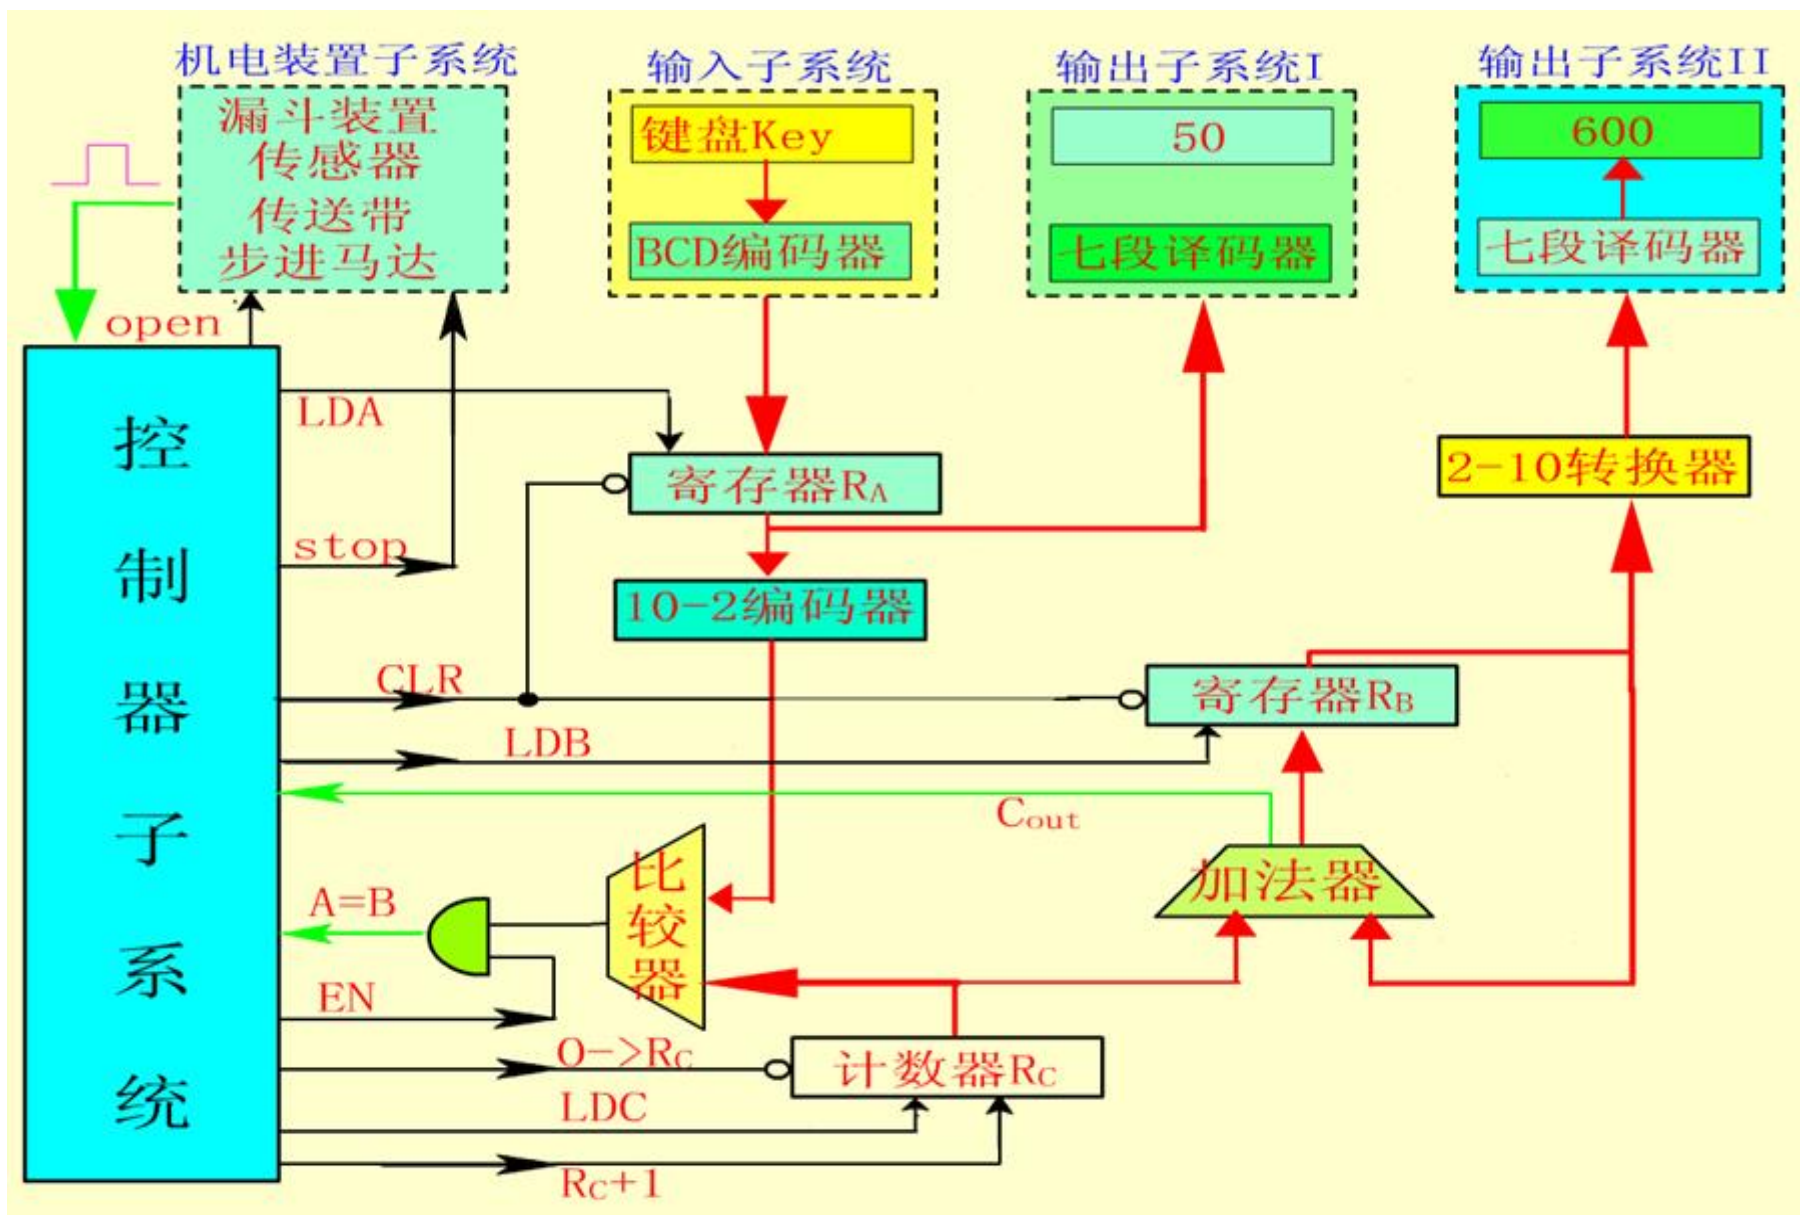 机电装置子系统
输入子系统
输出子系统I
输出子系统II
漏斗装置
传感器
传送带
步进马达
键盘Key
BCD编码器
50
七段译码器
600
七段译码器
open
控制器子系统
LDA
寄存器RA
2-10转换器
stop
10-2编码器
CLR
寄存器RB
LDB
Cout
加法器
比较器
A=B
EN
0->RC
计数器RC
LDC
RC+1